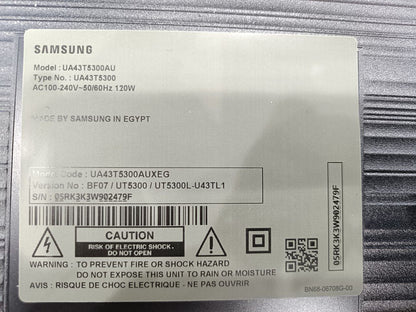 SAMSUNG
Model : UA43T5300AU
Type No. : UA43T5300
AC100-240V~50/60Hz 120W
MADE BY SAMSUNG IN EGYPT
Model Code : UA43T5300AUXEG
Version No : BF07 / UT5300 / UT5300L-U43TL1
S/N : 05RK3K3W902479F
CAUTION
RISK OF ELECTRIC SHOCK.
DO NOT OPEN
05RK3K3W902479F
WARNING : TO PREVENT FIRE OR SHOCK HAZARD
DO NOT EXPOSE THIS UNIT TO RAIN OR MOISTURE
AVIS : RISQUE DE CHOC ELECTRIQUE - NE PAS OUVRIR
BN68-06708G-00